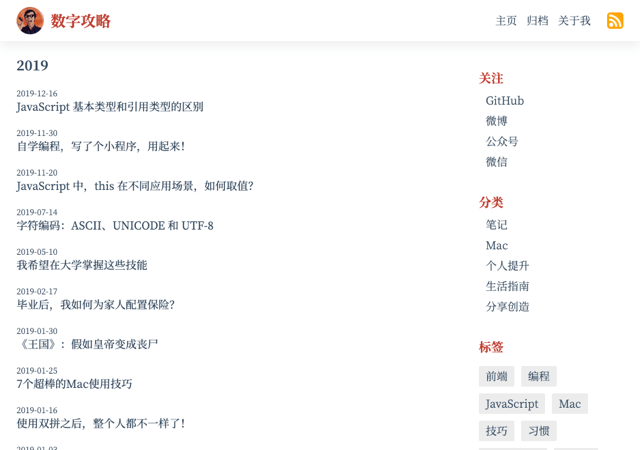 数字攻略
主页 归档 关于我
2019
2019-12-16
JavaScript 基本类型和引用类型的区别
2019-11-30
自学编程，写了个小程序，用起来！
2019-11-20
JavaScript 中，this 在不同应用场景，如何取值？
2019-07-14
字符编码：ASCII、UNICODE 和 UTF-8
2019-05-10
我希望在大学掌握这些技能
2019-02-17
毕业后，我如何为家人配置保险？
2019-01-30
《王国》：假如皇帝变成丧尸
2019-01-25
7个超棒的Mac使用技巧
2019-01-16
使用双拼之后，整个人都不一样了！
2019-01-03
关注
GitHub
微博
公众号
微信
分类
笔记
Mac
个人提升
生活指南
分享创造
标签
前端 编程
JavaScript Mac
技巧 习惯